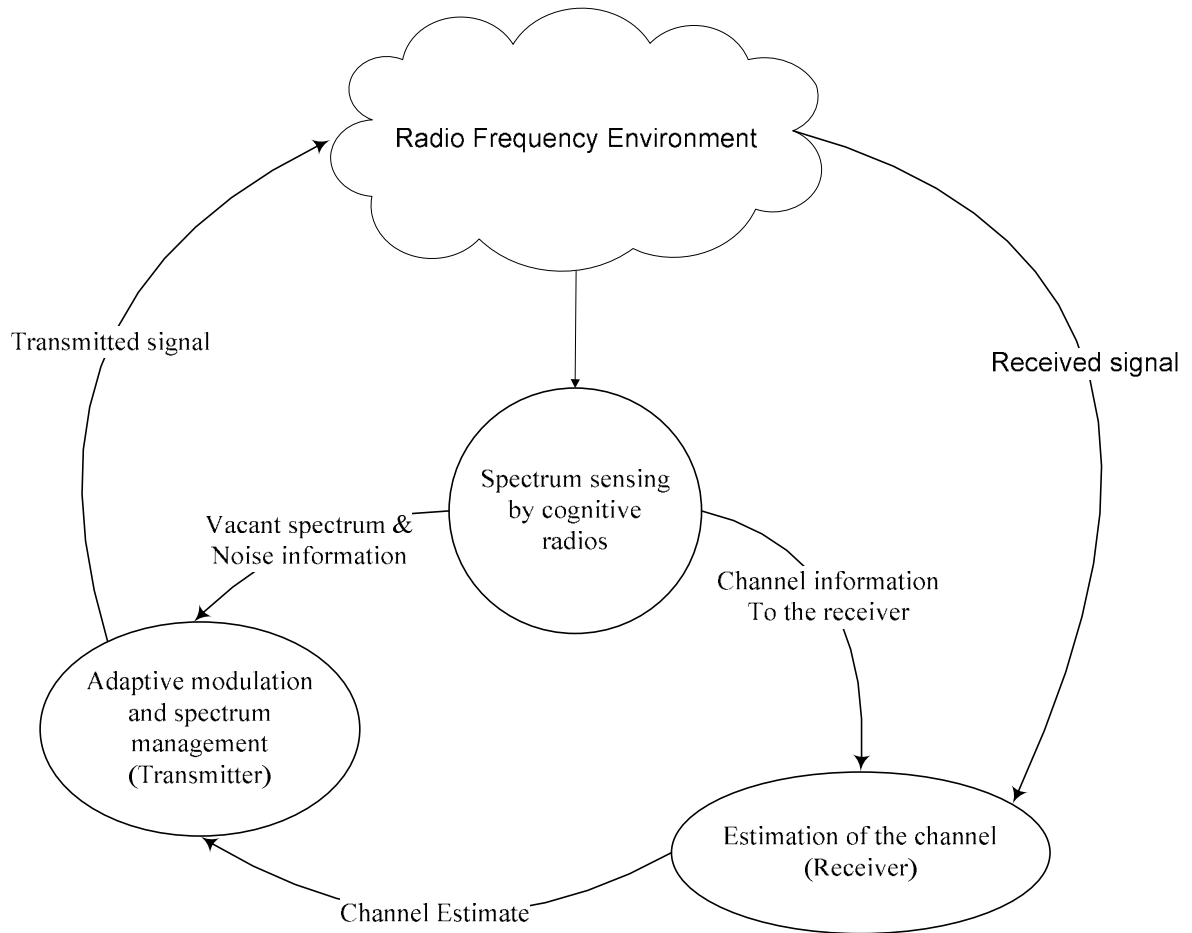 Radio Frequency Environment
Transmitted signal
Received signal
Spectrum sensing
by cognitive
radios
Vacant spectrum &
Noise information
Channel information
To the receiver
Adaptive modulation
and spectrum
management
(Transmitter)
Estimation of the channel
(Receiver)
Channel Estimate